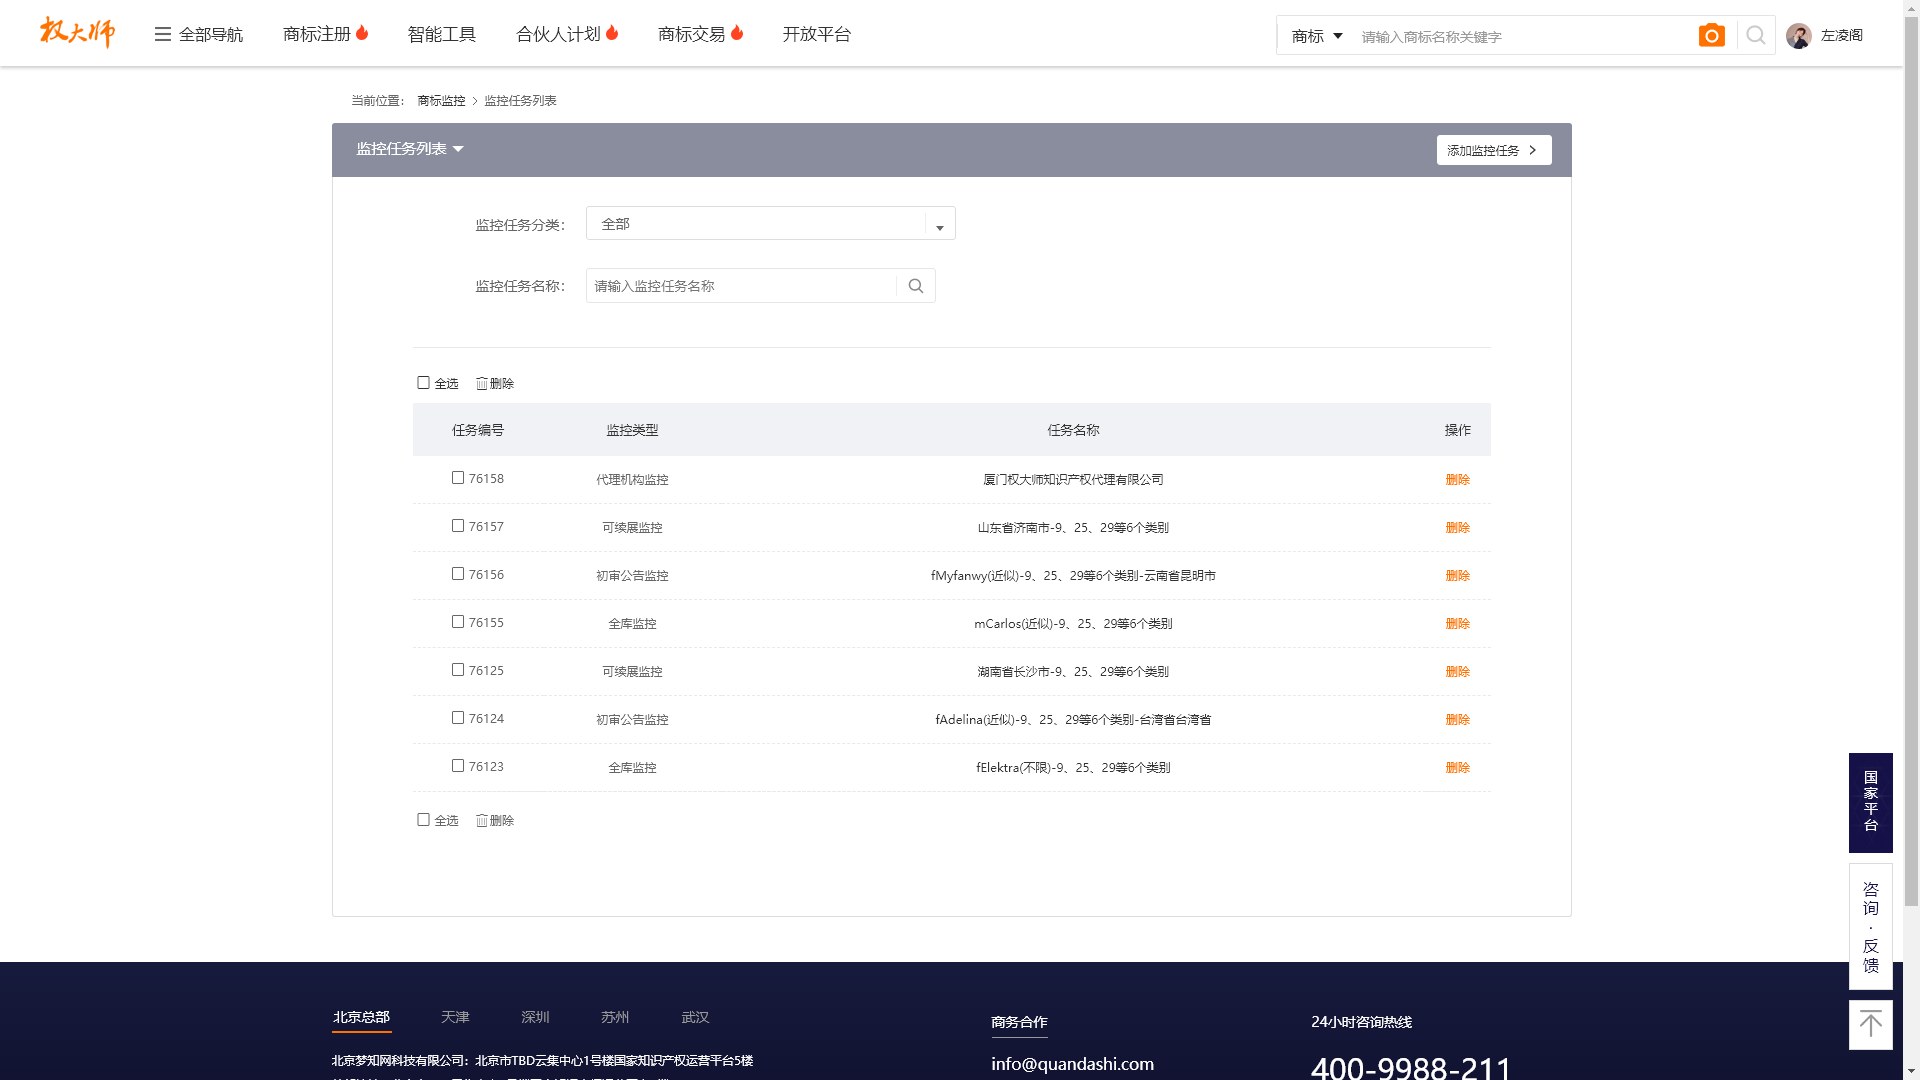 权大师 全部导航 商标注册 智能工具 合伙人计划 商标交易 开放平台 商标 请输入商标名称关键字 左凌阁
当前位置： 商标监控 > 监控任务列表
监控任务列表 添加监控任务 >
监控任务分类： 全部
监控任务名称： 请输入监控任务名称
全选 删除
任务编号 监控类型 任务名称 操作
76158 代理机构监控 厦门权大师知识产权代理有限公司 删除
76157 可续展监控 山东省济南市-9、25、29等6个类别 删除
76156 初审公告监控 fMyfanwy(近似)-9、25、29等6个类别-云南省昆明市 删除
76155 全库监控 mCarlos(近似)-9、25、29等6个类别 删除
76125 可续展监控 湖南省长沙市-9、25、29等6个类别 删除
76124 初审公告监控 fAdelina(近似)-9、25、29等6个类别-台湾省台湾省 删除
76123 全库监控 fElektra(不限)-9、25、29等6个类别 删除
全选 删除
国家平台
咨询·反馈
北京总部 天津 深圳 苏州 武汉
商务合作
24小时咨询热线
北京梦知网科技有限公司：北京市TBD云集中心1号楼国家知识产权运营平台5楼
info@quandashi.com
400-9988-211